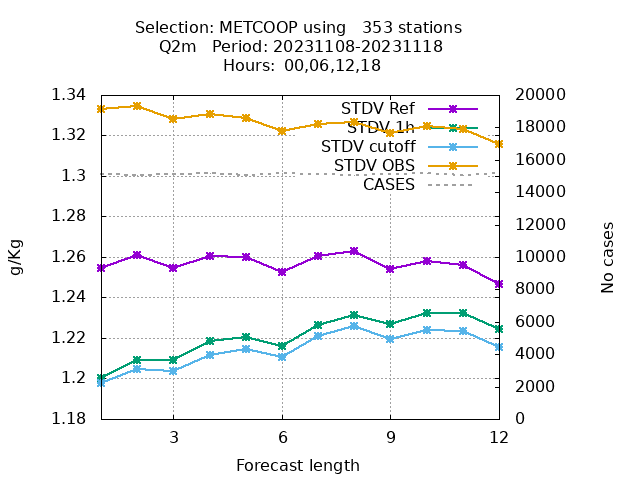 Selection: METCOOP using   353 stations
Q2m   Period: 20231108-20231118
Hours: 00,06,12,18
1.34
1.32
1.3
1.28
1.26
1.24
1.22
1.2
1.18
g/Kg
STDV Ref
STDV 1h
STDV cutoff
STDV OBS
CASES
20000
18000
16000
14000
12000
10000
8000
6000
4000
2000
0
No cases
3 6 9 12
Forecast length